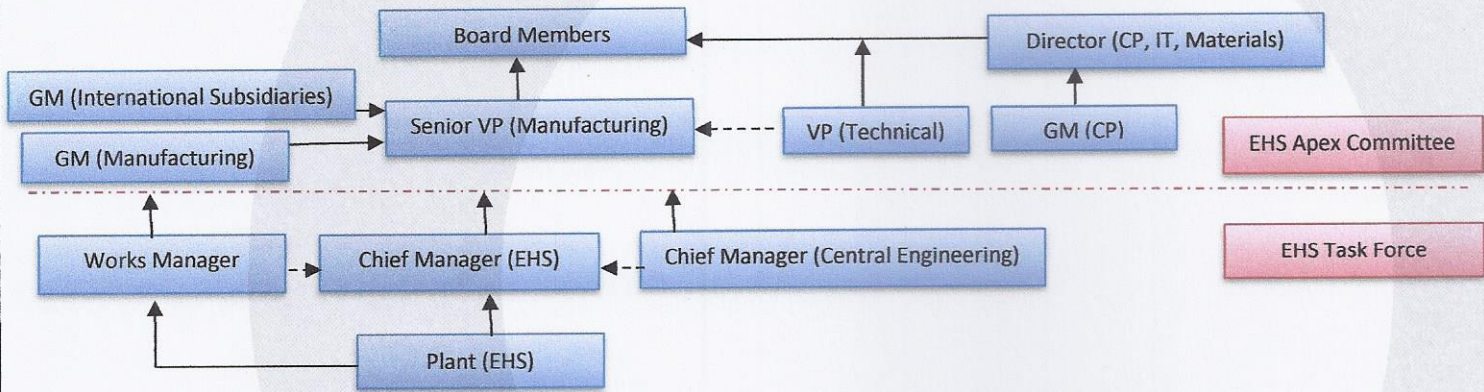 Board Members
Director (CP, IT, Materials)
GM (International Subsidiaries)
Senior VP (Manufacturing)
VP (Technical)
GM (CP)
GM (Manufacturing)
EHS Apex Committee
Works Manager
Chief Manager (EHS)
Chief Manager (Central Engineering)
EHS Task Force
Plant (EHS)